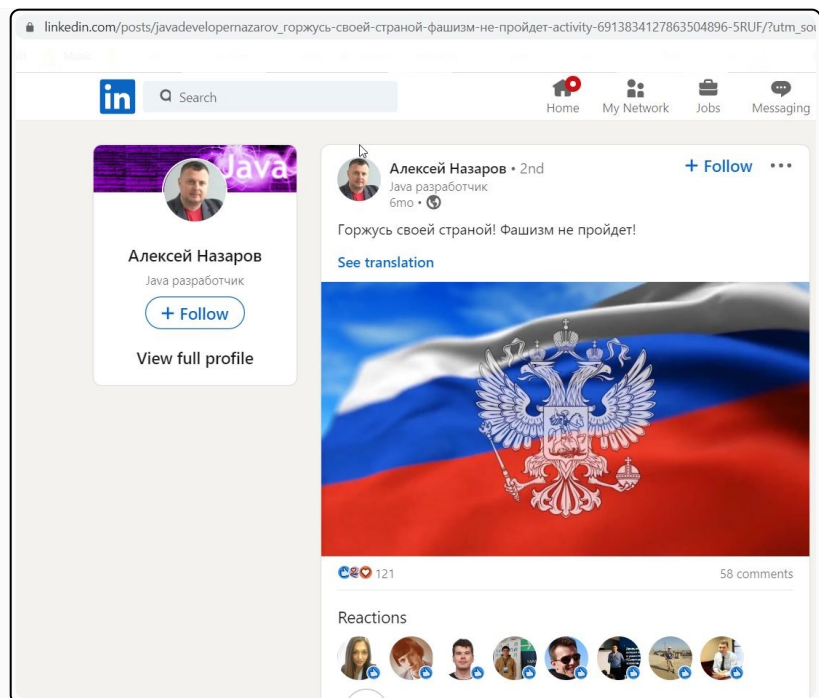 linkedin.com/posts/javadevelopernazarov_горжусь-своей-страной-фашизм-не-пройдет-activity-6913834127863504896-5RUF/?utm_sou
in
Search
Home
My Network
Jobs
Messaging
Java
Алексей Назаров
Java разработчик
+ Follow
View full profile
Алексей Назаров • 2nd
+ Follow
Java разработчик
6mo •
Горжусь своей страной! Фашизм не пройдет!
See translation
121
58 comments
Reactions